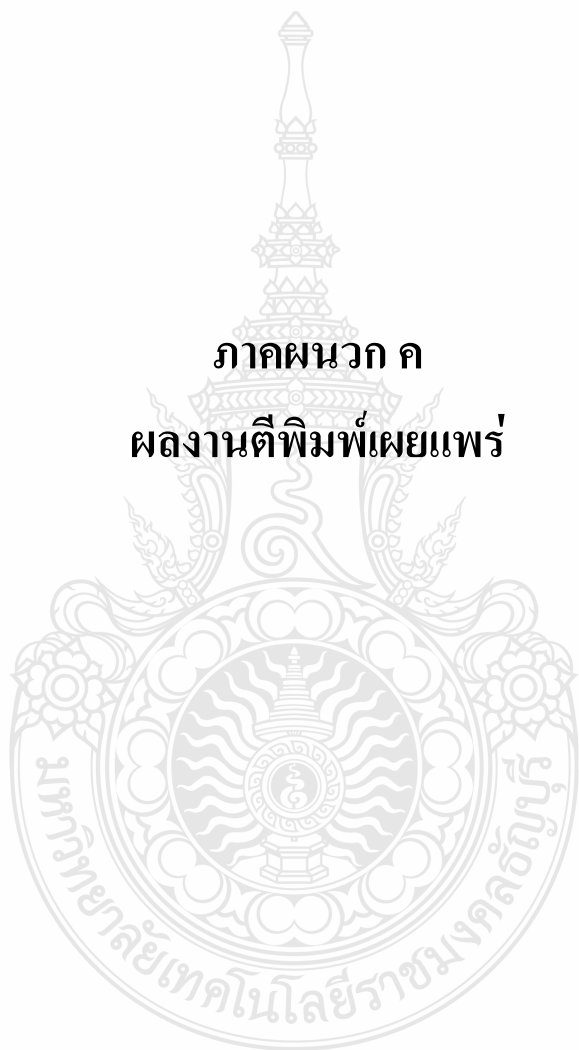 ภาคผนวก ค
ผลงานตีพิมพ์เผยแพร่
มหาวิทยาลัยเทคโนโลยีราชมงคลธัญบุรี